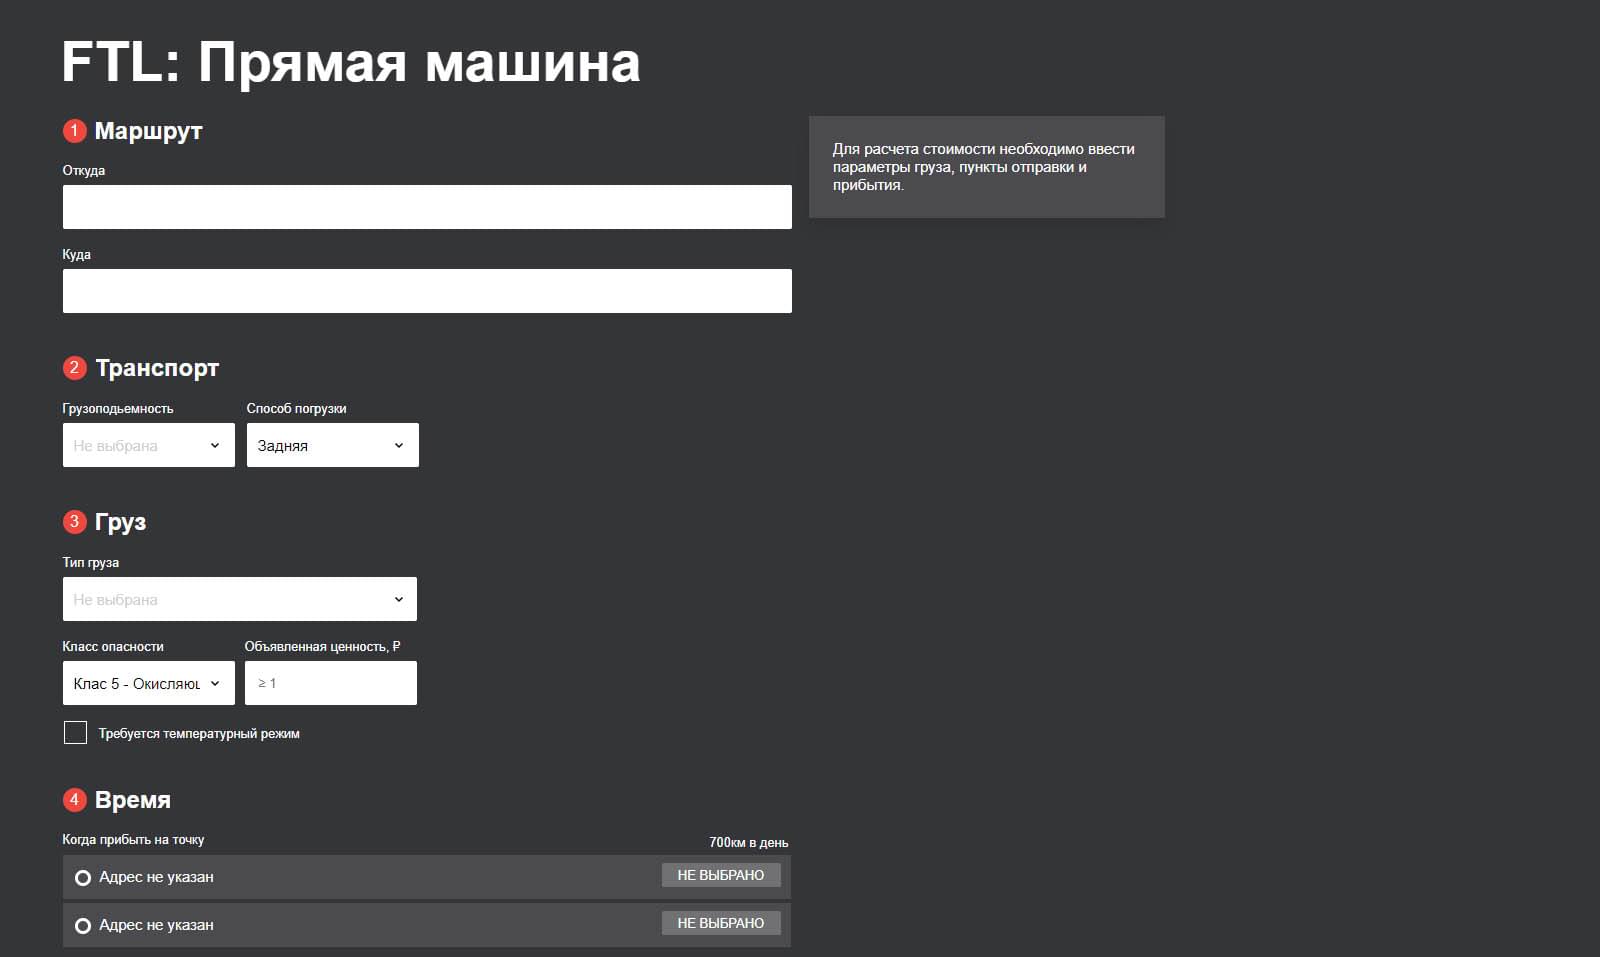 FTL: Прямая машина
1 Маршрут
Откуда
Куда
Для расчета стоимости необходимо ввести
параметры груза, пункты отправки и
прибытия.
2 Транспорт
Грузоподьемность Способ погрузки
Не выбрана Задняя
3 Груз
Тип груза
Не выбрана
Класс опасности Объявленная ценность, ₽
Клас 5 - Окисляющ ≥ 1
Требуется температурный режим
4 Время
Когда прибыть на точку 700км в день
Адрес не указан НЕ ВЫБРАНО
Адрес не указан НЕ ВЫБРАНО